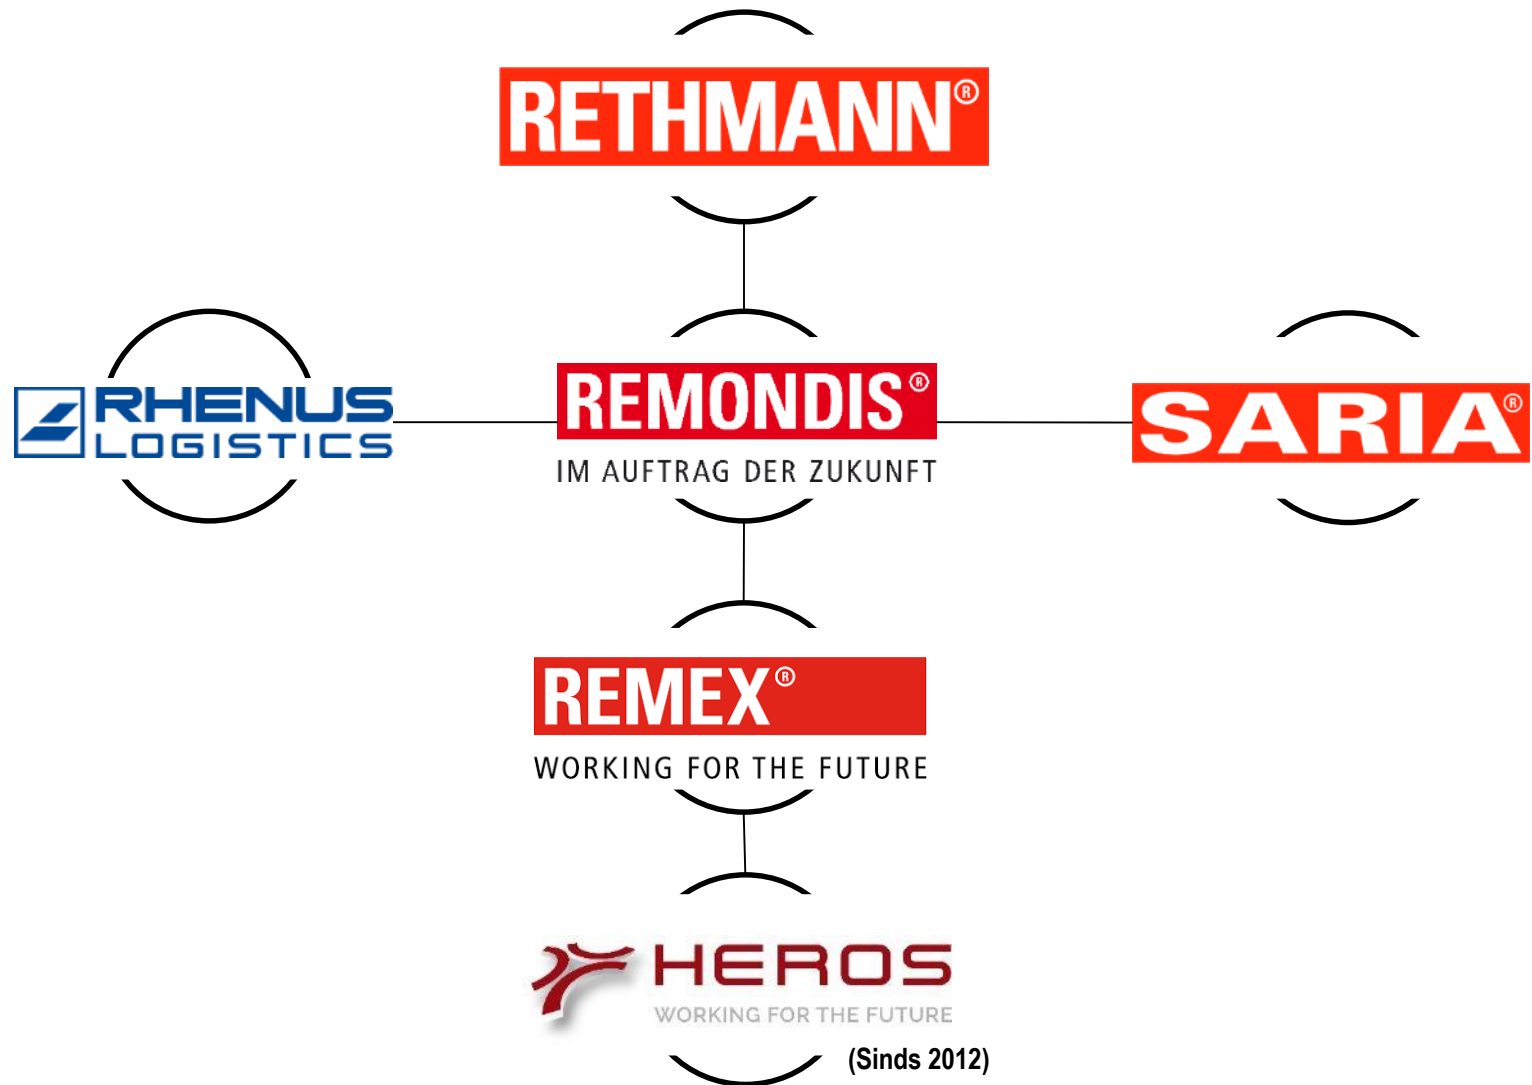 RETHMANN®
RHENUS
LOGISTICS
REMONDIS®
IM AUFTRAG DER ZUKUNFT
SARIA®
REMEX®
WORKING FOR THE FUTURE
HEROS
WORKING FOR THE FUTURE
(Sinds 2012)